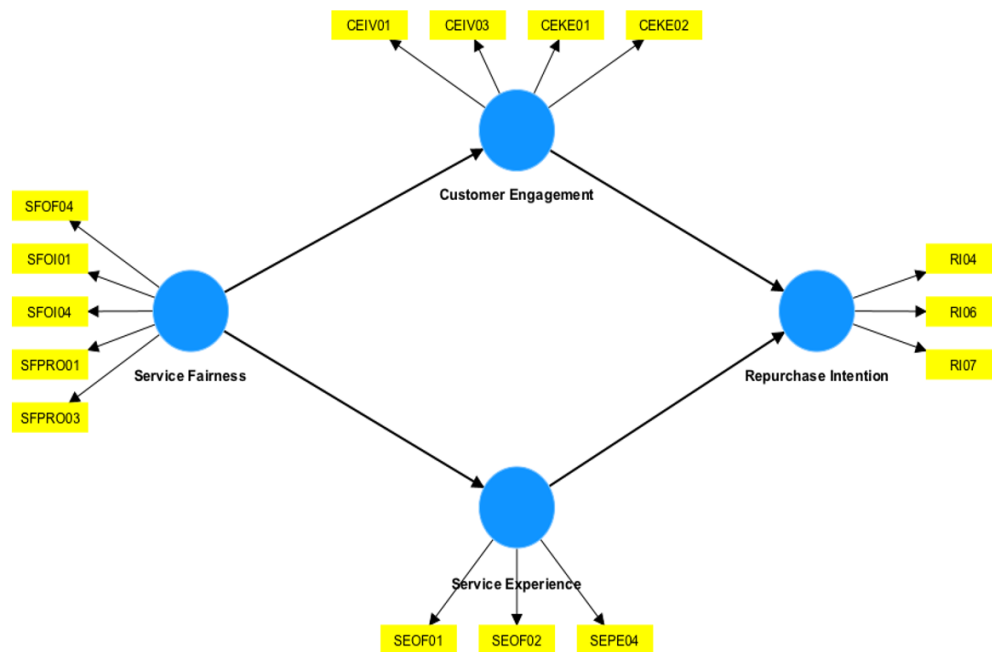 CEIV01
CEIV03
CEKE01
CEKE02
Customer Engagement
SFOF04
SFOI01
SFOI04
SFPRO01
SFPRO03
Service Fairness
RI04
RI06
RI07
Repurchase Intention
Service Experience
SEOF01
SEOF02
SEPE04